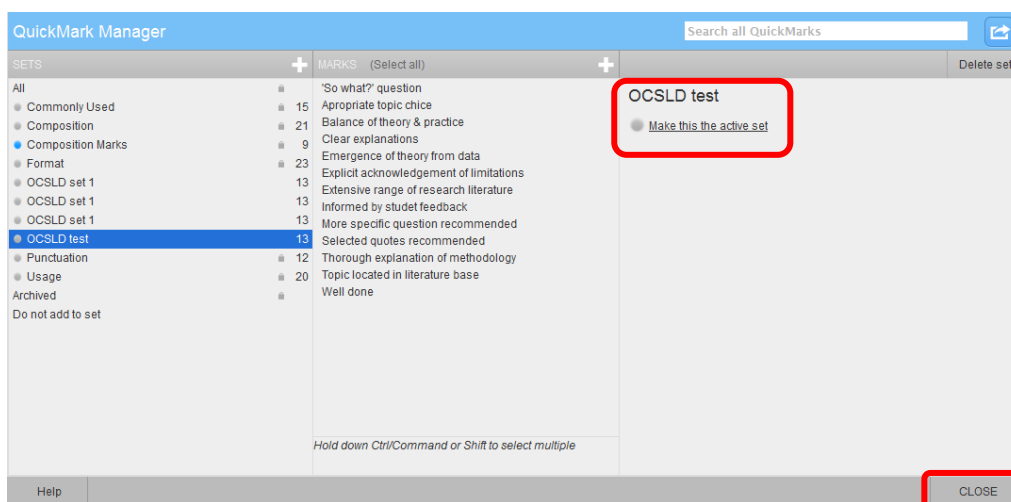 QuickMark Manager
Search all QuickMarks
SETS
MARKS (Select all)
Delete set
All
Commonly Used 15
Composition 21
Composition Marks 9
Format 23
OCSLD set 1 13
OCSLD set 1 13
OCSLD set 1 13
OCSLD test 13
Punctuation 12
Usage 20
Archived
Do not add to set
'So what?' question
Apropriate topic chice
Balance of theory & practice
Clear explanations
Emergence of theory from data
Explicit acknowledgement of limitations
Extensive range of research literature
Informed by studet feedback
More specific question recommended
Selected quotes recommended
Thorough explanation of methodology
Topic located in literature base
Well done
Hold down Ctrl/Command or Shift to select multiple
OCSLD test
Make this the active set
Help
CLOSE